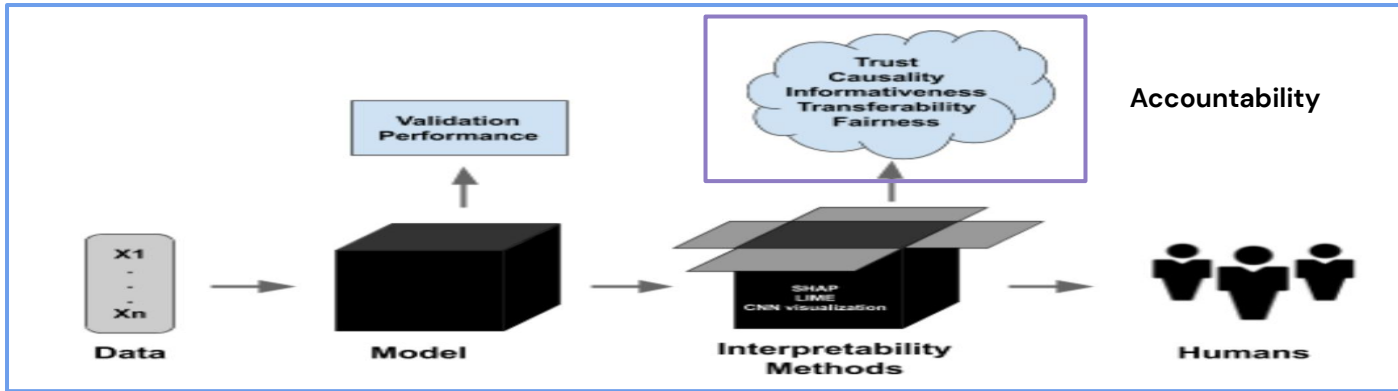 Trust
Causality
Informativeness
Transferability
Fairness
Accountability
Validation
Performance
X1
-
-
-
Xn
SHAP
LIME
CNN visualization
Data
Model
Interpretability
Methods
Humans